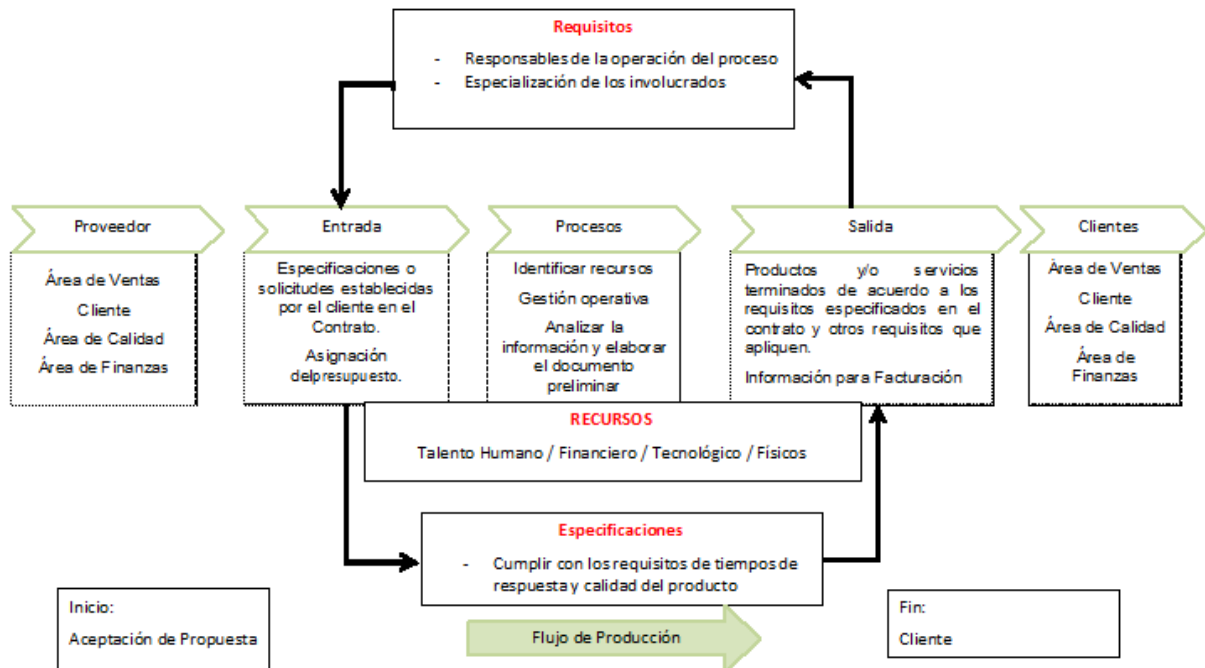 Requisitos
- Responsables de la operación del proceso
- Especialización de los involucrados
Proveedor
Área de Ventas
Cliente
Área de Calidad
Área de Finanzas
Entrada
Especificaciones o
solicitudes establecidas
por el cliente en el
Contrato.
Asignación
delpresupuesto.
Procesos
Identificar recursos
Gestión operativa
Analizar la
información y elaborar
el documento
preliminar
Salida
Productos y/o servicios
terminados de acuerdo a los
requisitos especificados en el
contrato y otros requisitos que
apliquen.
Información para Facturación
Clientes
Área de Ventas
Cliente
Área de Calidad
Área de
Finanzas
RECURSOS
Talento Humano / Financiero / Tecnológico / Físicos
Especificaciones
- Cumplir con los requisitos de tiempos de
respuesta y calidad del producto
Inicio:
Aceptación de Propuesta
Flujo de Producción
Fin:
Cliente